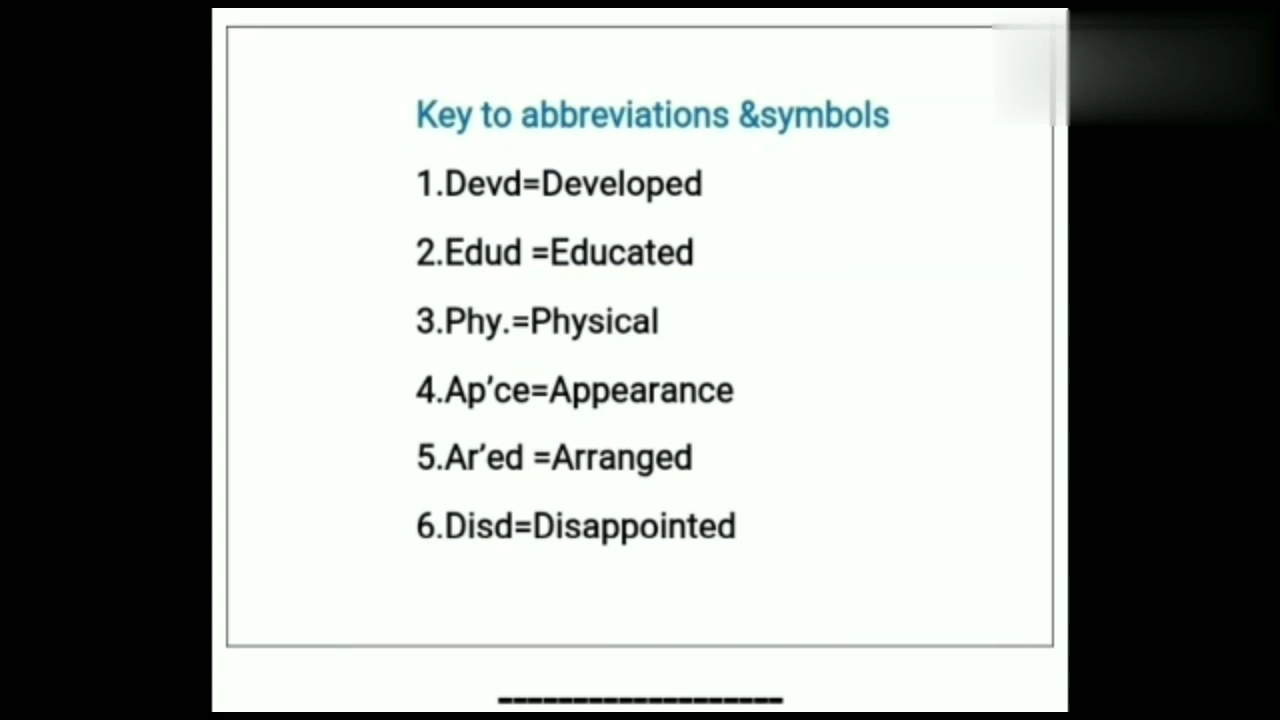 Key to abbreviations &symbols
1.Devd=Developed
2.Edud =Educated
3.Phy.=Physical
4.Ap’ce=Appearance
5.Ar’ed =Arranged
6.Disd=Disappointed